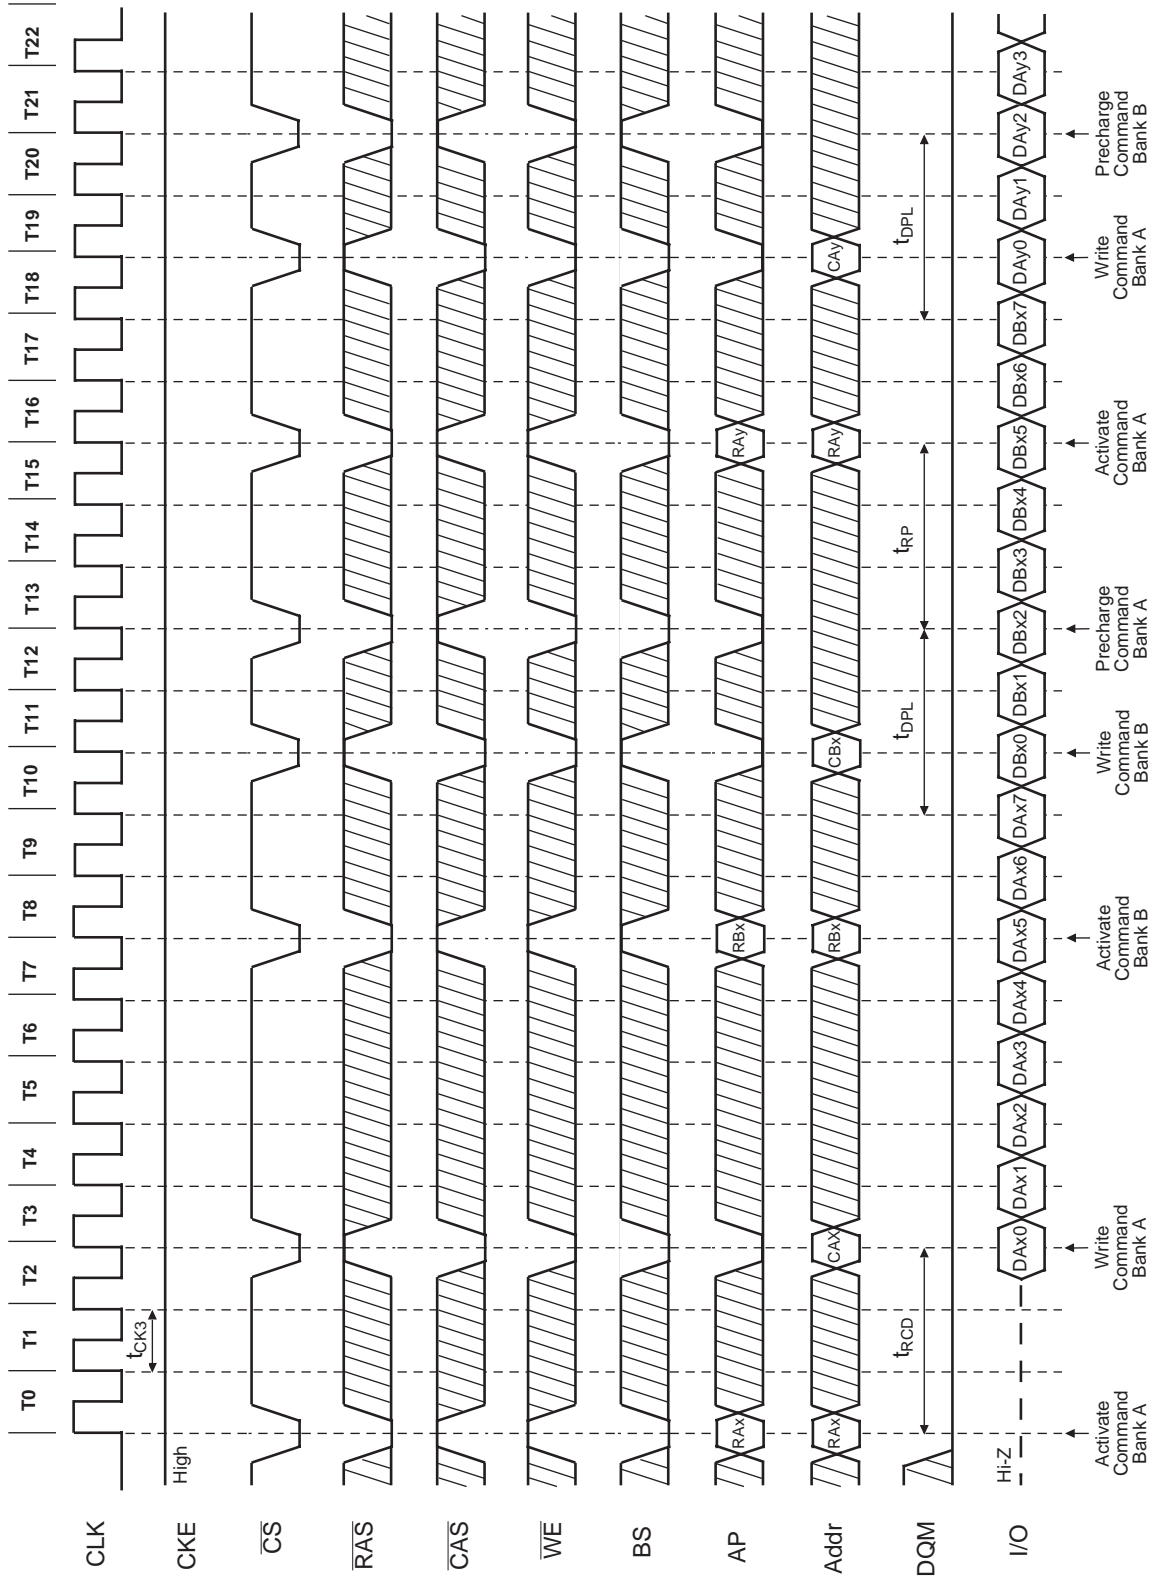 T0 T1 T2 T3 T4 T5 T6 T7 T8 T9 T10 T11 T12 T13 T14 T15 T16 T17 T18 T19 T20 T21 T22
CLK
tCK3
CKE
High
CS
RAS
CAS
WE
BS
AP
RAx RBx RAy
Addr
RAx CAX RBx CBx RAy CAy
DQM
tRCD tDPL tRP tDPL
I/O
Hi-Z
DAx0 DAx1 DAx2 DAx3 DAx4 DAx5 DAx6 DAx7 DBx0 DBx1 DBx2 DBx3 DBx4 DBx5 DBx6 DBx7 DAy0 DAy1 DAy2 DAy3
Activate
Command
Bank A
Write
Command
Bank A
Activate
Command
Bank B
Write
Command
Bank B
Precharge
Command
Bank A
Activate
Command
Bank A
Write
Command
Bank A
Precharge
Command
Bank B